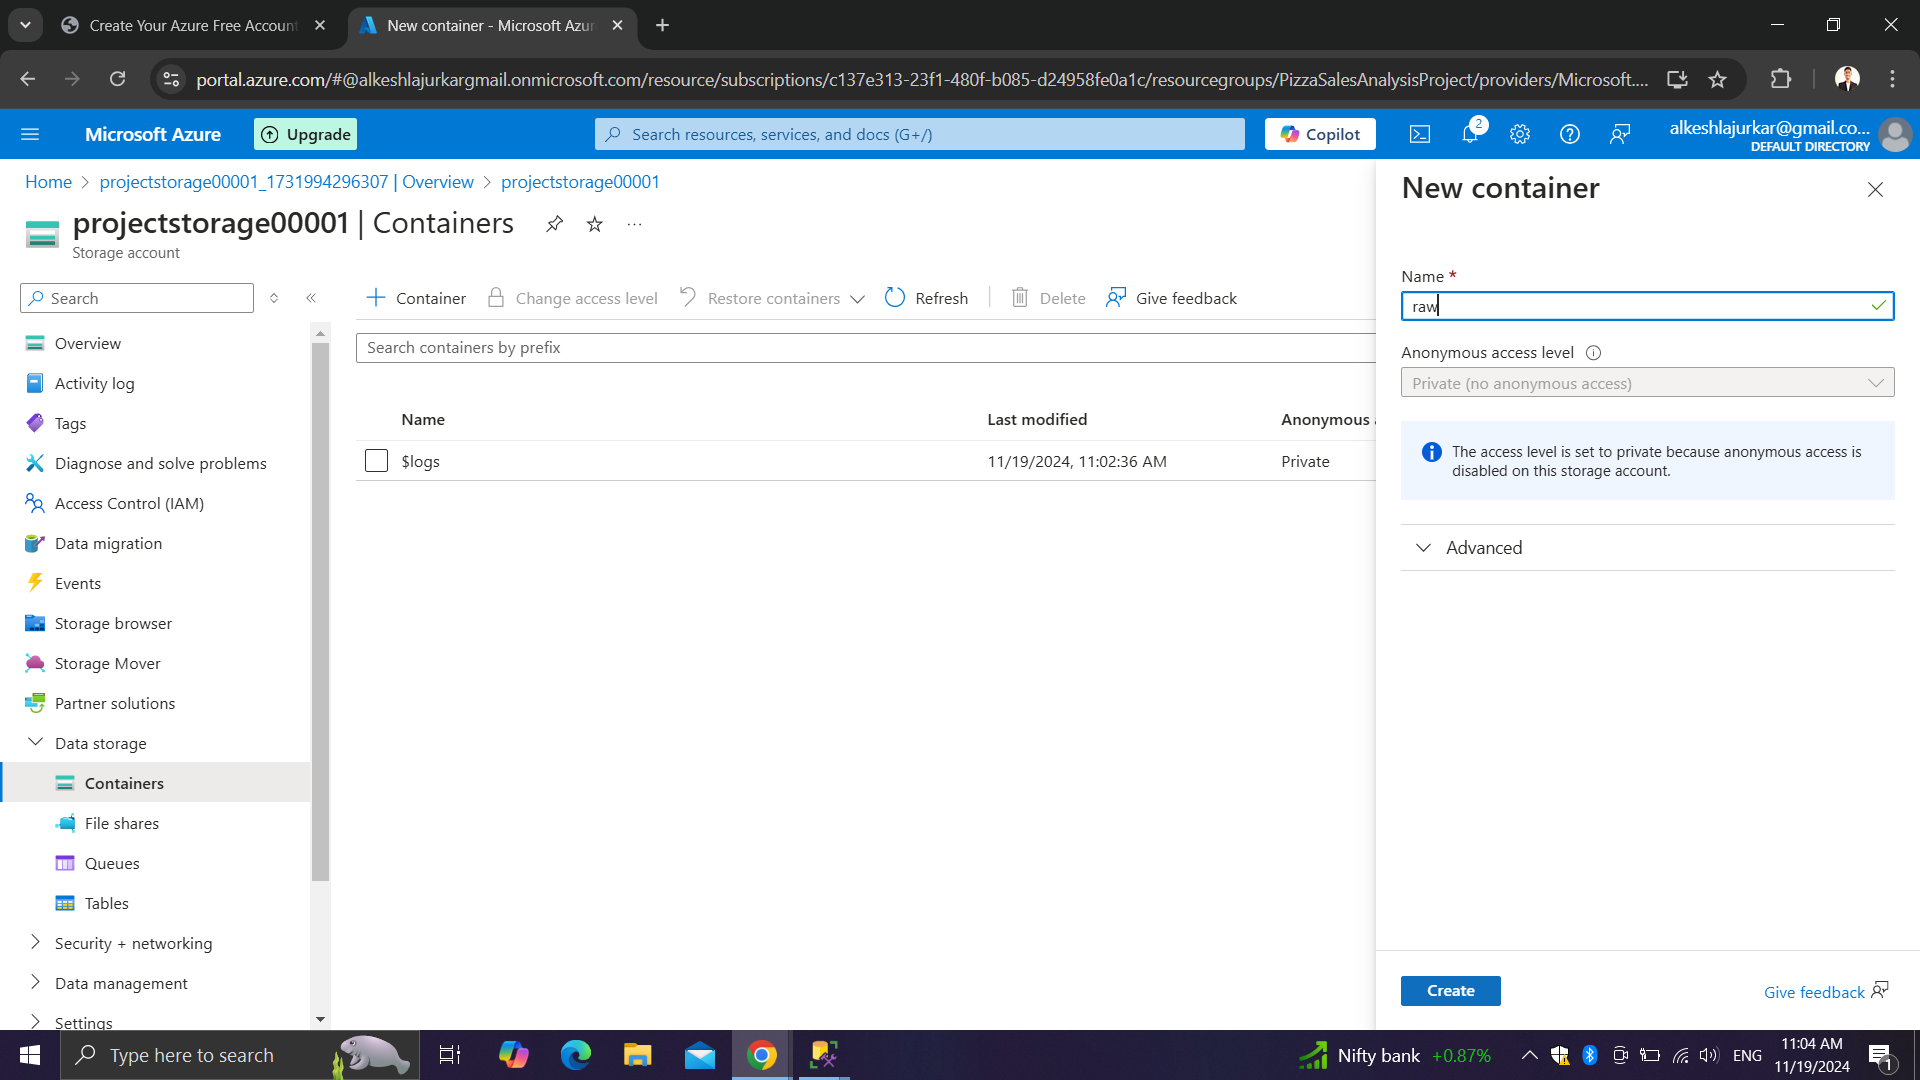 Create Your Azure Free Account
New container - Microsoft Azu
portal.azure.com/#@alkeshlajurkargmail.onmicrosoft.com/resource/subscriptions/c137e313-23f1-480f-b085-d24958fe0a1c/resourcegroups/PizzaSalesAnalysisProject/providers/Microsoft....
Microsoft Azure
Upgrade
Search resources, services, and docs (G+/)
Copilot
2
alkeshlajurkar@gmail.co...
DEFAULT DIRECTORY
Home > projectstorage00001_1731994296307 | Overview > projectstorage00001
projectstorage00001 | Containers
Storage account
Search
Overview
Activity log
Tags
Diagnose and solve problems
Access Control (IAM)
Data migration
Events
Storage browser
Storage Mover
Partner solutions
Data storage
Containers
File shares
Queues
Tables
Security + networking
Data management
Settings
Container Change access level Restore containers Refresh Delete Give feedback
Search containers by prefix
Name Last modified Anonymous a
$logs 11/19/2024, 11:02:36 AM Private
New container
Name *
raw
Anonymous access level
Private (no anonymous access)
The access level is set to private because anonymous access is
disabled on this storage account.
Advanced
Create
Give feedback
Type here to search
Nifty bank +0.87%
ENG
11:04 AM
11/19/2024
1